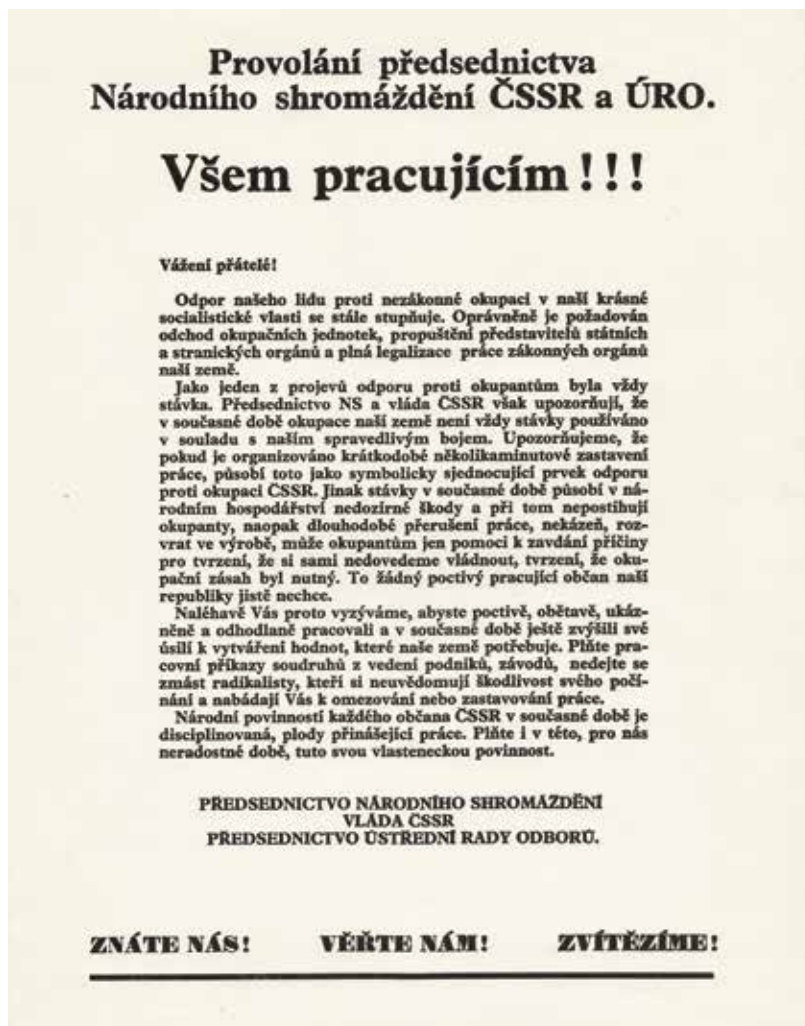 Provolání předsednictva
Národního shromáždění ČSSR a ÚRO.
Všem pracujícím!!!
Vážení přátelé!
Odpor našeho lidu proti nezákonné okupaci v naší krásné
socialistické vlasti se stále stupňuje. Oprávněně je požadován
odchod okupačních jednotek, propuštění představitelů státních
a stranických orgánů a plná legalizace práce zákonných orgánů
naší země.
Jako jeden z projevů odporu proti okupantům byla vždy
stávka. Předsednictvo NS a vláda ČSSR však upozorňují, že
v současné době okupace naší země není vždy stávky používáno
v souladu s naším spravedlivým bojem. Upozorňujeme, že
pokud je organizováno krátkodobé několikaminutové zastavení
práce, působí toto jako symbolicky sjednocující prvek odporu
proti okupaci ČSSR. Jinak stávky v současné době působí v ná-
rodním hospodářství nedozírné škody a při tom nepostihují
okupanty, naopak dlouhodobé přerušení práce, nekázeň, roz-
vrat ve výrobě, může okupantům jen pomoci k zavdání příčiny
pro tvrzení, že si sami nedovedeme vládnout, tvrzení, že oku-
pační zásah byl nutný. To žádný poctivý pracující občan naší
republiky jistě nechce.
Naléhavě Vás proto vyzýváme, abyste poctivě, obětavě, ukáz-
něně a odhodlaně pracovali a v současné době ještě zvýšili své
úsilí k vytváření hodnot, které naše země potřebuje. Plňte pra-
covní příkazy soudruhů z vedení podniků, závodů, nedejte se
zmást radikalisty, kteří si neuvědomují škodlivost svého počí-
nání a nabádají Vás k omezování nebo zastavování práce.
Národní povinností každého občana ČSSR v současné době je
disciplinovaná, plody přinášející práce. Plňte i v této, pro nás
neradostné době, tuto svou vlasteneckou povinnost.
PŘEDSEDNICTVO NÁRODNÍHO SHROMÁŽDĚNÍ
VLÁDA ČSSR
PŘEDSEDNICTVO ÚSTŘEDNÍ RADY ODBORŮ.
ZNÁTE NÁS! VĚŘTE NÁM! ZVÍTĚZÍME!